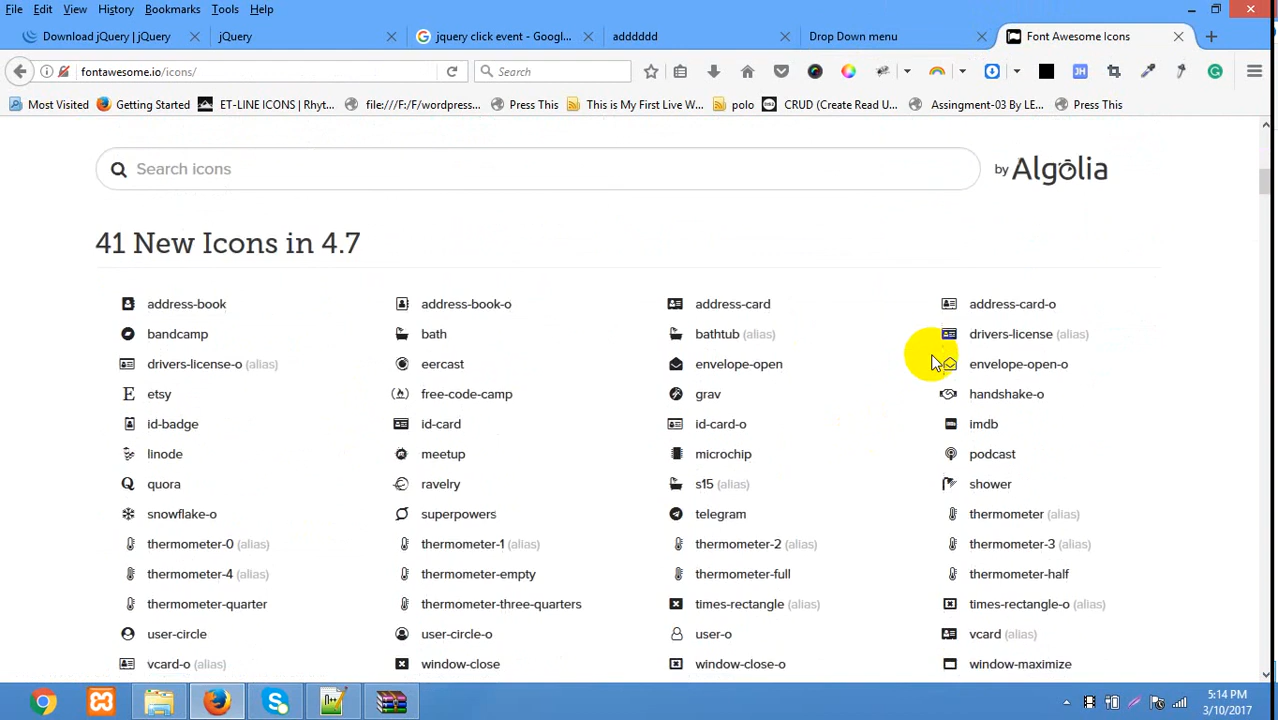 File Edit View History Bookmarks Tools Help
Download jQuery | jQuery jQuery jquery click event - Googl... adddddd Drop Down menu Font Awesome Icons
fontawesome.io/icons/ Search
Most Visited Getting Started ET-LINE ICONS | Rhyt... file:///F:/F/wordpress... Press This This is My First Live W... polo CRUD (Create Read U... Assingment-03 By LE... Press This
Search icons by Algolia
41 New Icons in 4.7
address-book address-book-o address-card address-card-o
bandcamp bath bathtub (alias) drivers-license (alias)
drivers-license-o (alias) eercast envelope-open envelope-open-o
etsy free-code-camp grav handshake-o
id-badge id-card id-card-o imdb
linode meetup microchip podcast
quora ravelry s15 (alias) shower
snowflake-o superpowers telegram thermometer (alias)
thermometer-0 (alias) thermometer-1 (alias) thermometer-2 (alias) thermometer-3 (alias)
thermometer-4 (alias) thermometer-empty thermometer-full thermometer-half
thermometer-quarter thermometer-three-quarters times-rectangle (alias) times-rectangle-o (alias)
user-circle user-circle-o user-o vcard (alias)
vcard-o (alias) window-close window-close-o window-maximize
5:14 PM
3/10/2017